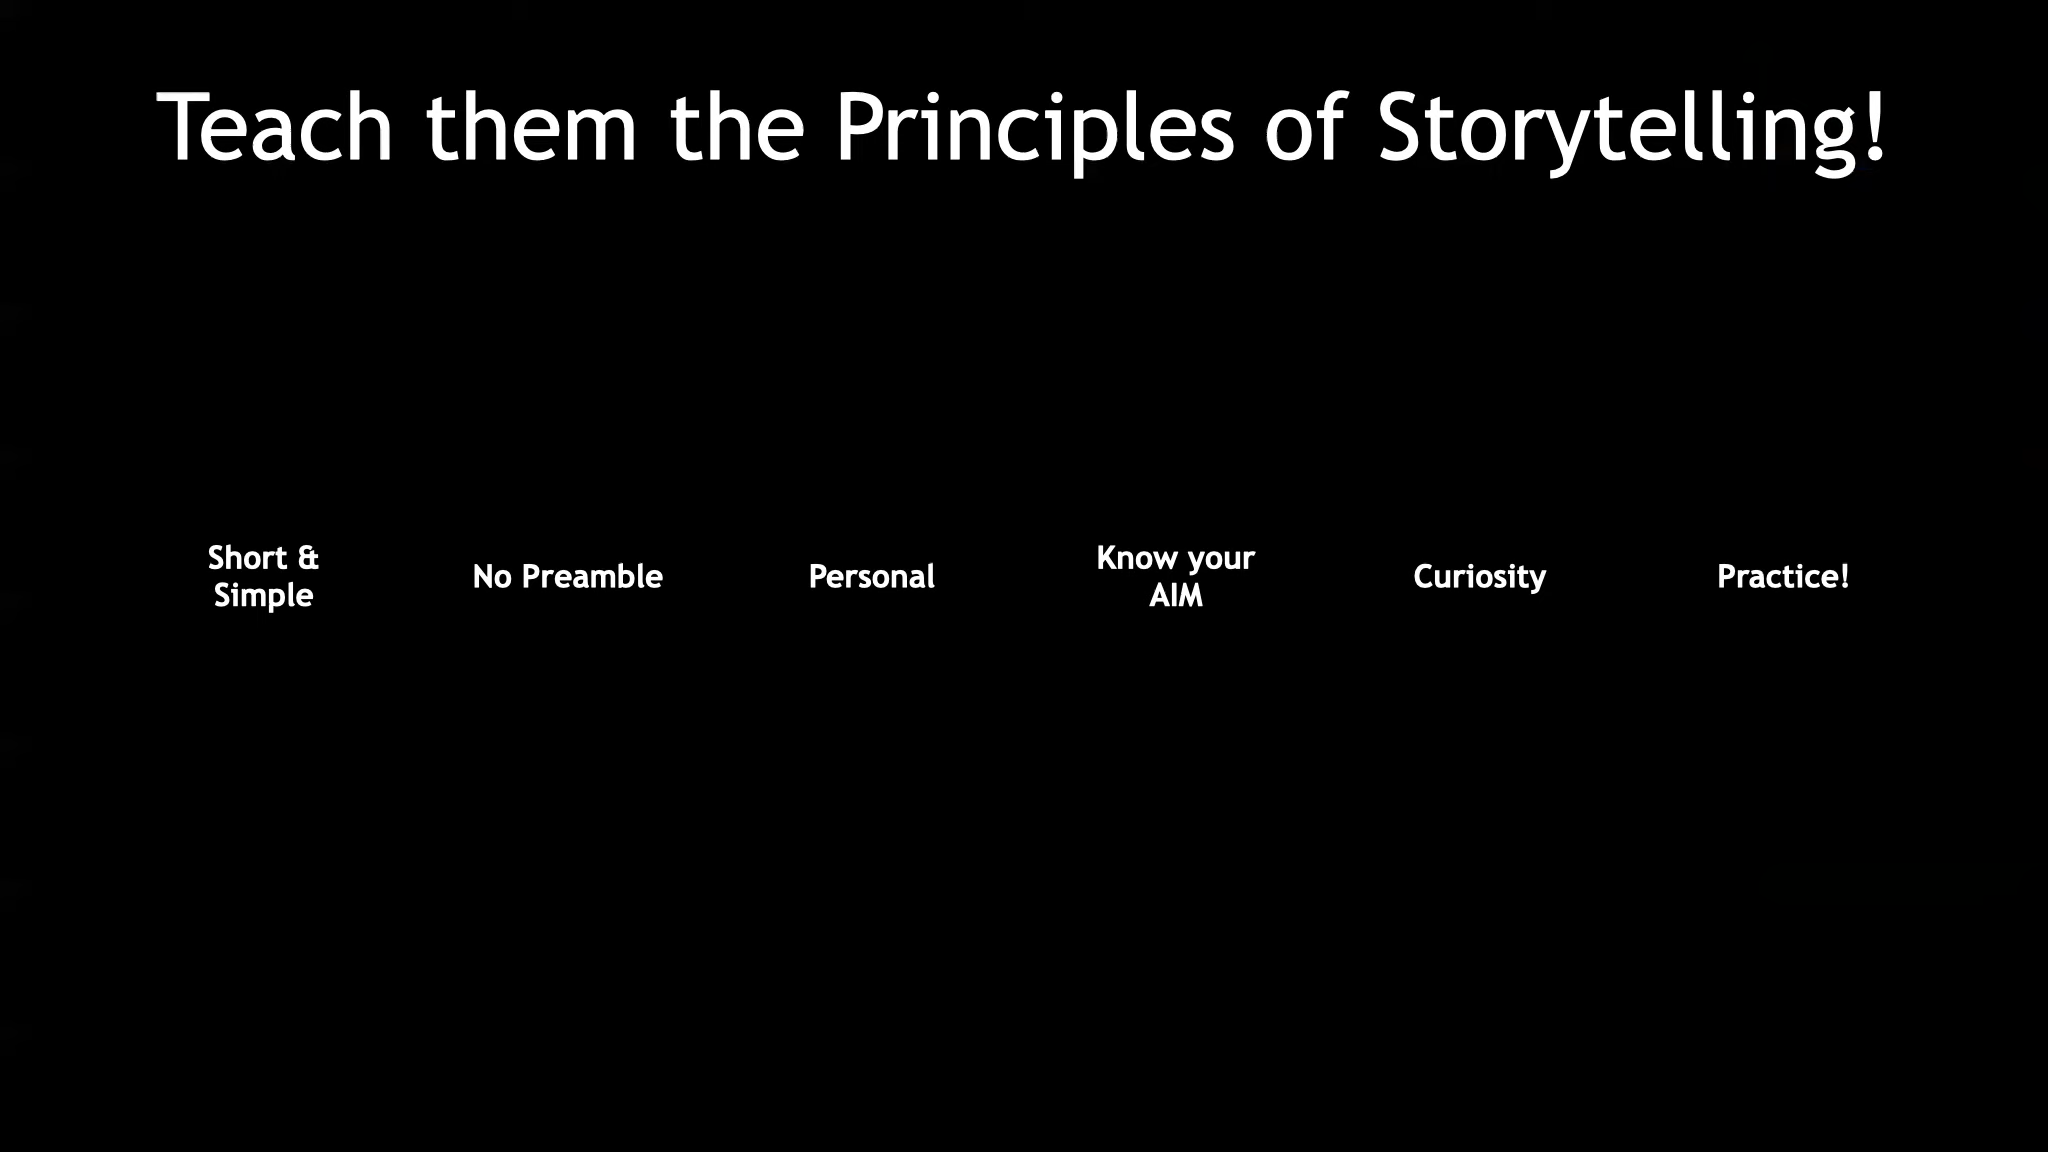 Teach them the Principles of Storytelling!
Short &
Simple
No Preamble
Personal
Know your
AIM
Curiosity
Practice!